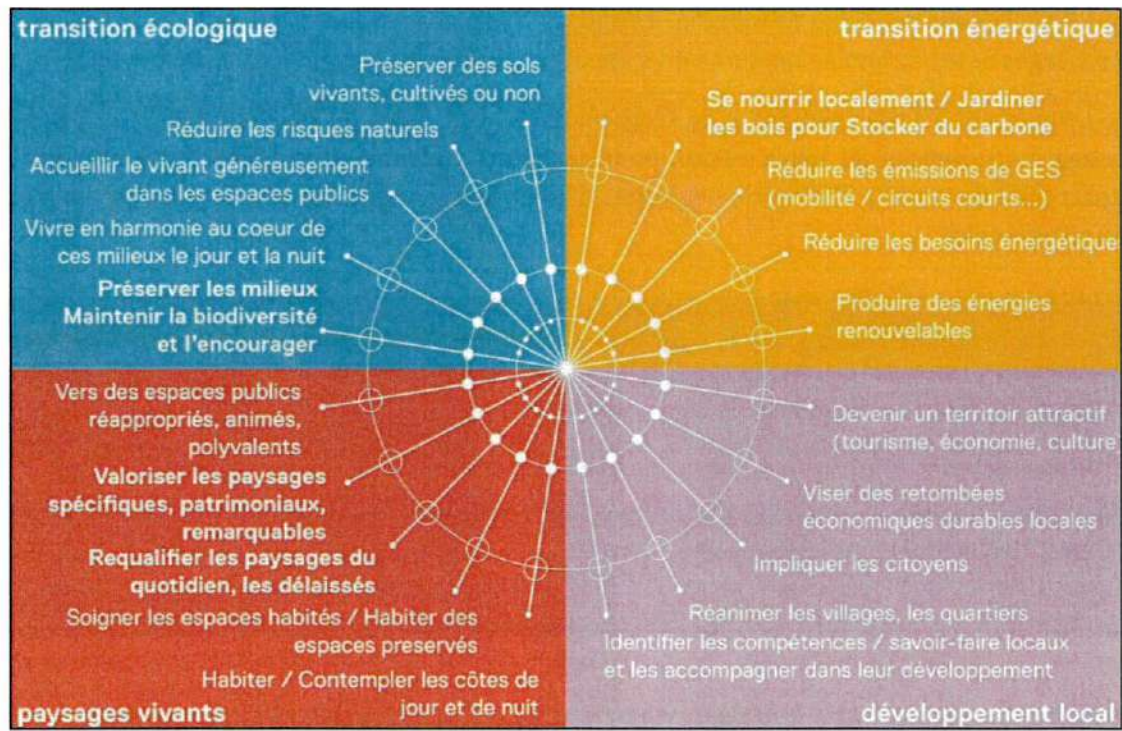 transition écologique
Préserver des sols
vivants, cultivés ou non
Réduire les risques naturels
Accueillir le vivant généreusement
dans les espaces publics
Vivre en harmonie au coeur de
ces milieux le jour et la nuit
Préserver les milieux
Maintenir la biodiversité
et l'encourager
transition énergétique
Se nourrir localement / Jardiner
les bois pour Stocker du carbone
Réduire les émissions de GES
(mobilité / circuits courts...)
Réduire les besoins énergétique
Produire des énergies
renouvelables
Vers des espaces publics
réappropriés, animés,
polyvalents
Valoriser les paysages
spécifiques, patrimoniaux,
remarquables
Requalifier les paysages du
quotidien, les délaissés
Soigner les espaces habités / Habiter des
espaces preservés
Habiter / Contempler les côtes de
jour et de nuit
paysages vivants
Devenir un territoir attractif
(tourisme, économie, culture
Viser des retombées
économiques durables locales
Impliquer les citoyens
Réanimer les villages, les quartiers
Identifier les compétences / savoir-faire locaux
et les accompagner dans leur développement
développement local